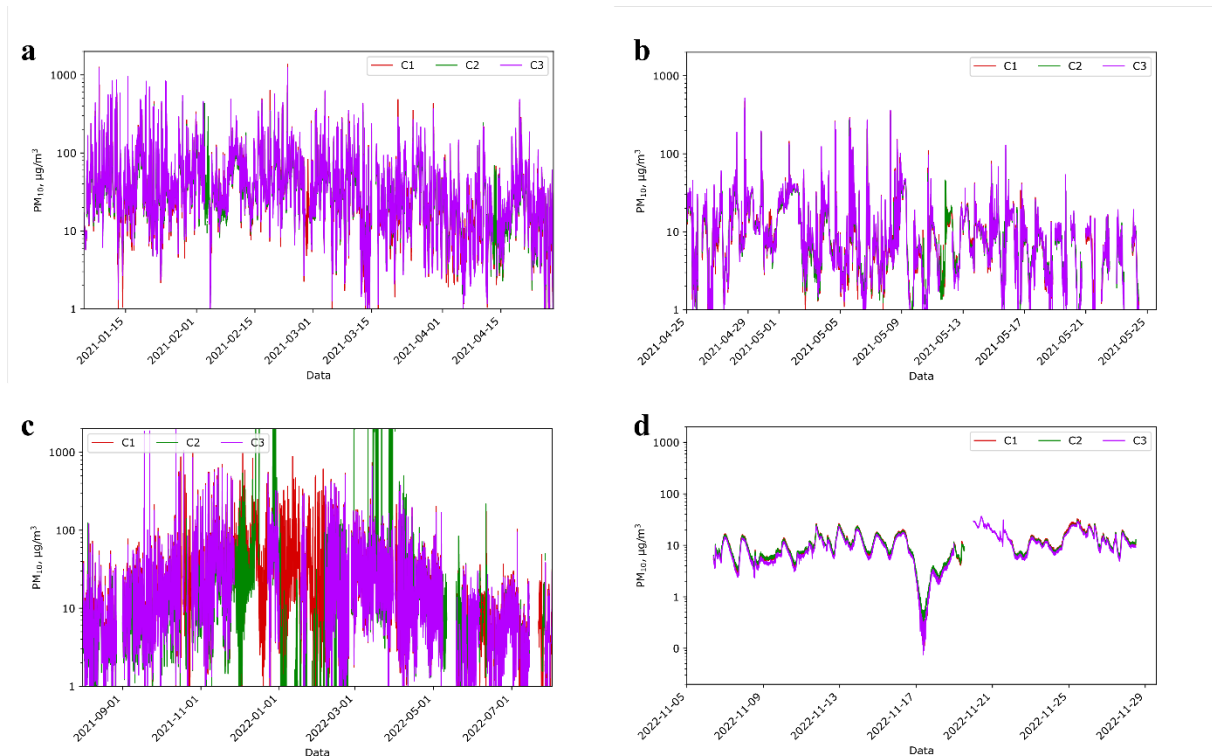 a
C1 C2 C3
1000
100
10
1
PM10, µg/m3
2021-01-15
2021-02-01
2021-02-15
2021-03-01
2021-03-15
2021-04-01
2021-04-15
Data
b
C1 C2 C3
1000
100
10
1
PM10, µg/m3
2021-04-25
2021-04-29
2021-05-01
2021-05-05
2021-05-09
2021-05-13
2021-05-17
2021-05-21
2021-05-25
Data
c
C1 C2 C3
1000
100
10
1
PM10, µg/m3
2021-09-01
2021-11-01
2022-01-01
2022-03-01
2022-05-01
2022-07-01
Data
d
C1 C2 C3
1000
100
10
1
0
PM10, µg/m3
2022-11-05
2022-11-09
2022-11-13
2022-11-17
2022-11-21
2022-11-25
2022-11-29
Data